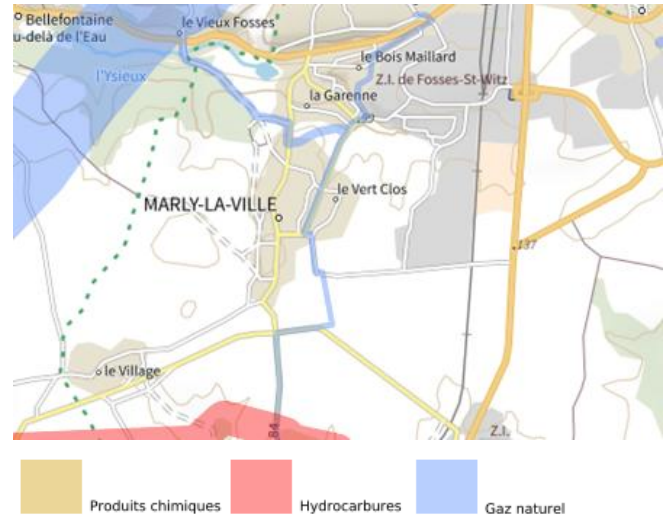 Bellefontaine
u-delà de l'Eau
le Vieux Fosses
le Bois Maillard
l'Ysieux
Z.I. de Fosses-St-Witz
la Garenne
le Vert Clos
MARLY-LA-VILLE
137
le Village
84
Z.I.
Produits chimiques
Hydrocarbures
Gaz naturel